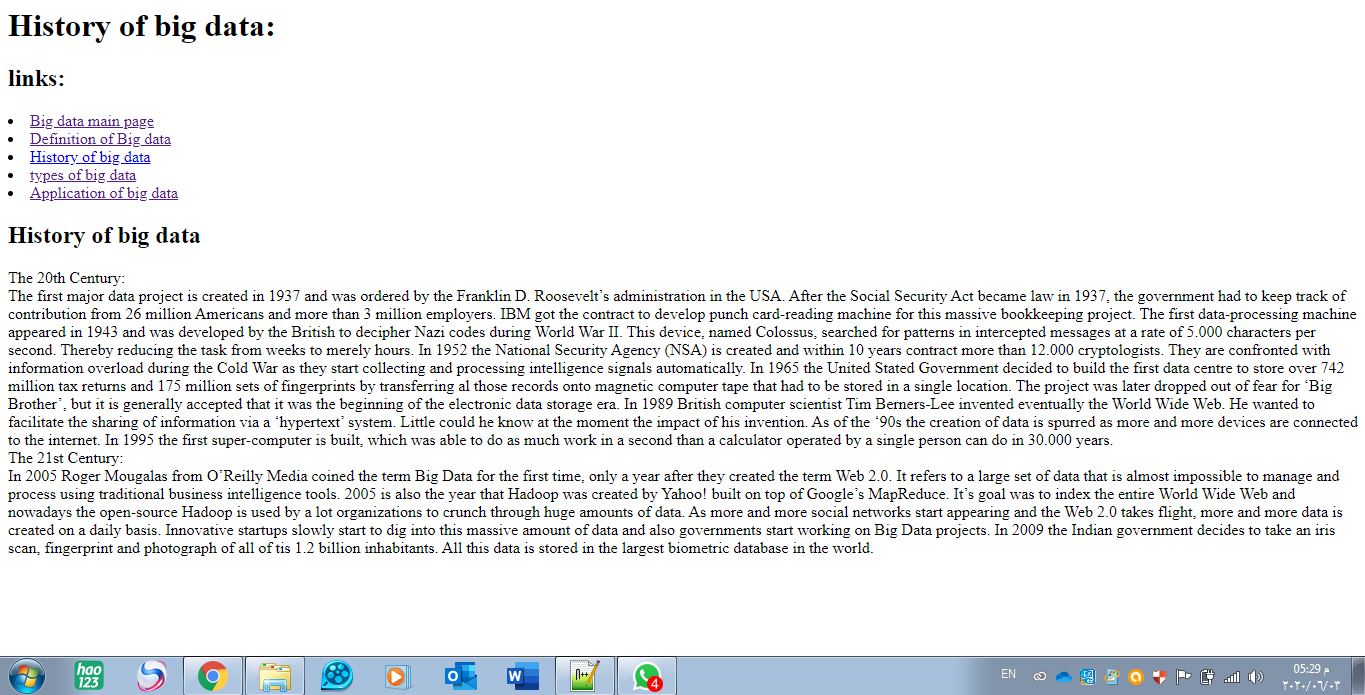 History of big data:
links:
Big data main page
Definition of Big data
History of big data
types of big data
Application of big data
History of big data
The 20th Century:
The first major data project is created in 1937 and was ordered by the Franklin D. Roosevelt’s administration in the USA. After the Social Security Act became law in 1937, the government had to keep track of
contribution from 26 million Americans and more than 3 million employers. IBM got the contract to develop punch card-reading machine for this massive bookkeeping project. The first data-processing machine
appeared in 1943 and was developed by the British to decipher Nazi codes during World War II. This device, named Colossus, searched for patterns in intercepted messages at a rate of 5.000 characters per
second. Thereby reducing the task from weeks to merely hours. In 1952 the National Security Agency (NSA) is created and within 10 years contract more than 12.000 cryptologists. They are confronted with
information overload during the Cold War as they start collecting and processing intelligence signals automatically. In 1965 the United Stated Government decided to build the first data centre to store over 742
million tax returns and 175 million sets of fingerprints by transferring al those records onto magnetic computer tape that had to be stored in a single location. The project was later dropped out of fear for ‘Big
Brother’, but it is generally accepted that it was the beginning of the electronic data storage era. In 1989 British computer scientist Tim Berners-Lee invented eventually the World Wide Web. He wanted to
facilitate the sharing of information via a ‘hypertext’ system. Little could he know at the moment the impact of his invention. As of the ‘90s the creation of data is spurred as more and more devices are connected
to the internet. In 1995 the first super-computer is built, which was able to do as much work in a second than a calculator operated by a single person can do in 30.000 years.
The 21st Century:
In 2005 Roger Mougalas from O’Reilly Media coined the term Big Data for the first time, only a year after they created the term Web 2.0. It refers to a large set of data that is almost impossible to manage and
process using traditional business intelligence tools. 2005 is also the year that Hadoop was created by Yahoo! built on top of Google’s MapReduce. It’s goal was to index the entire World Wide Web and
nowadays the open-source Hadoop is used by a lot organizations to crunch through huge amounts of data. As more and more social networks start appearing and the Web 2.0 takes flight, more and more data is
created on a daily basis. Innovative startups slowly start to dig into this massive amount of data and also governments start working on Big Data projects. In 2009 the Indian government decides to take an iris
scan, fingerprint and photograph of all of tis 1.2 billion inhabitants. All this data is stored in the largest biometric database in the world.
hao
123
4
EN
05:29 م
٢٠٢٠/٠٦/٠٣